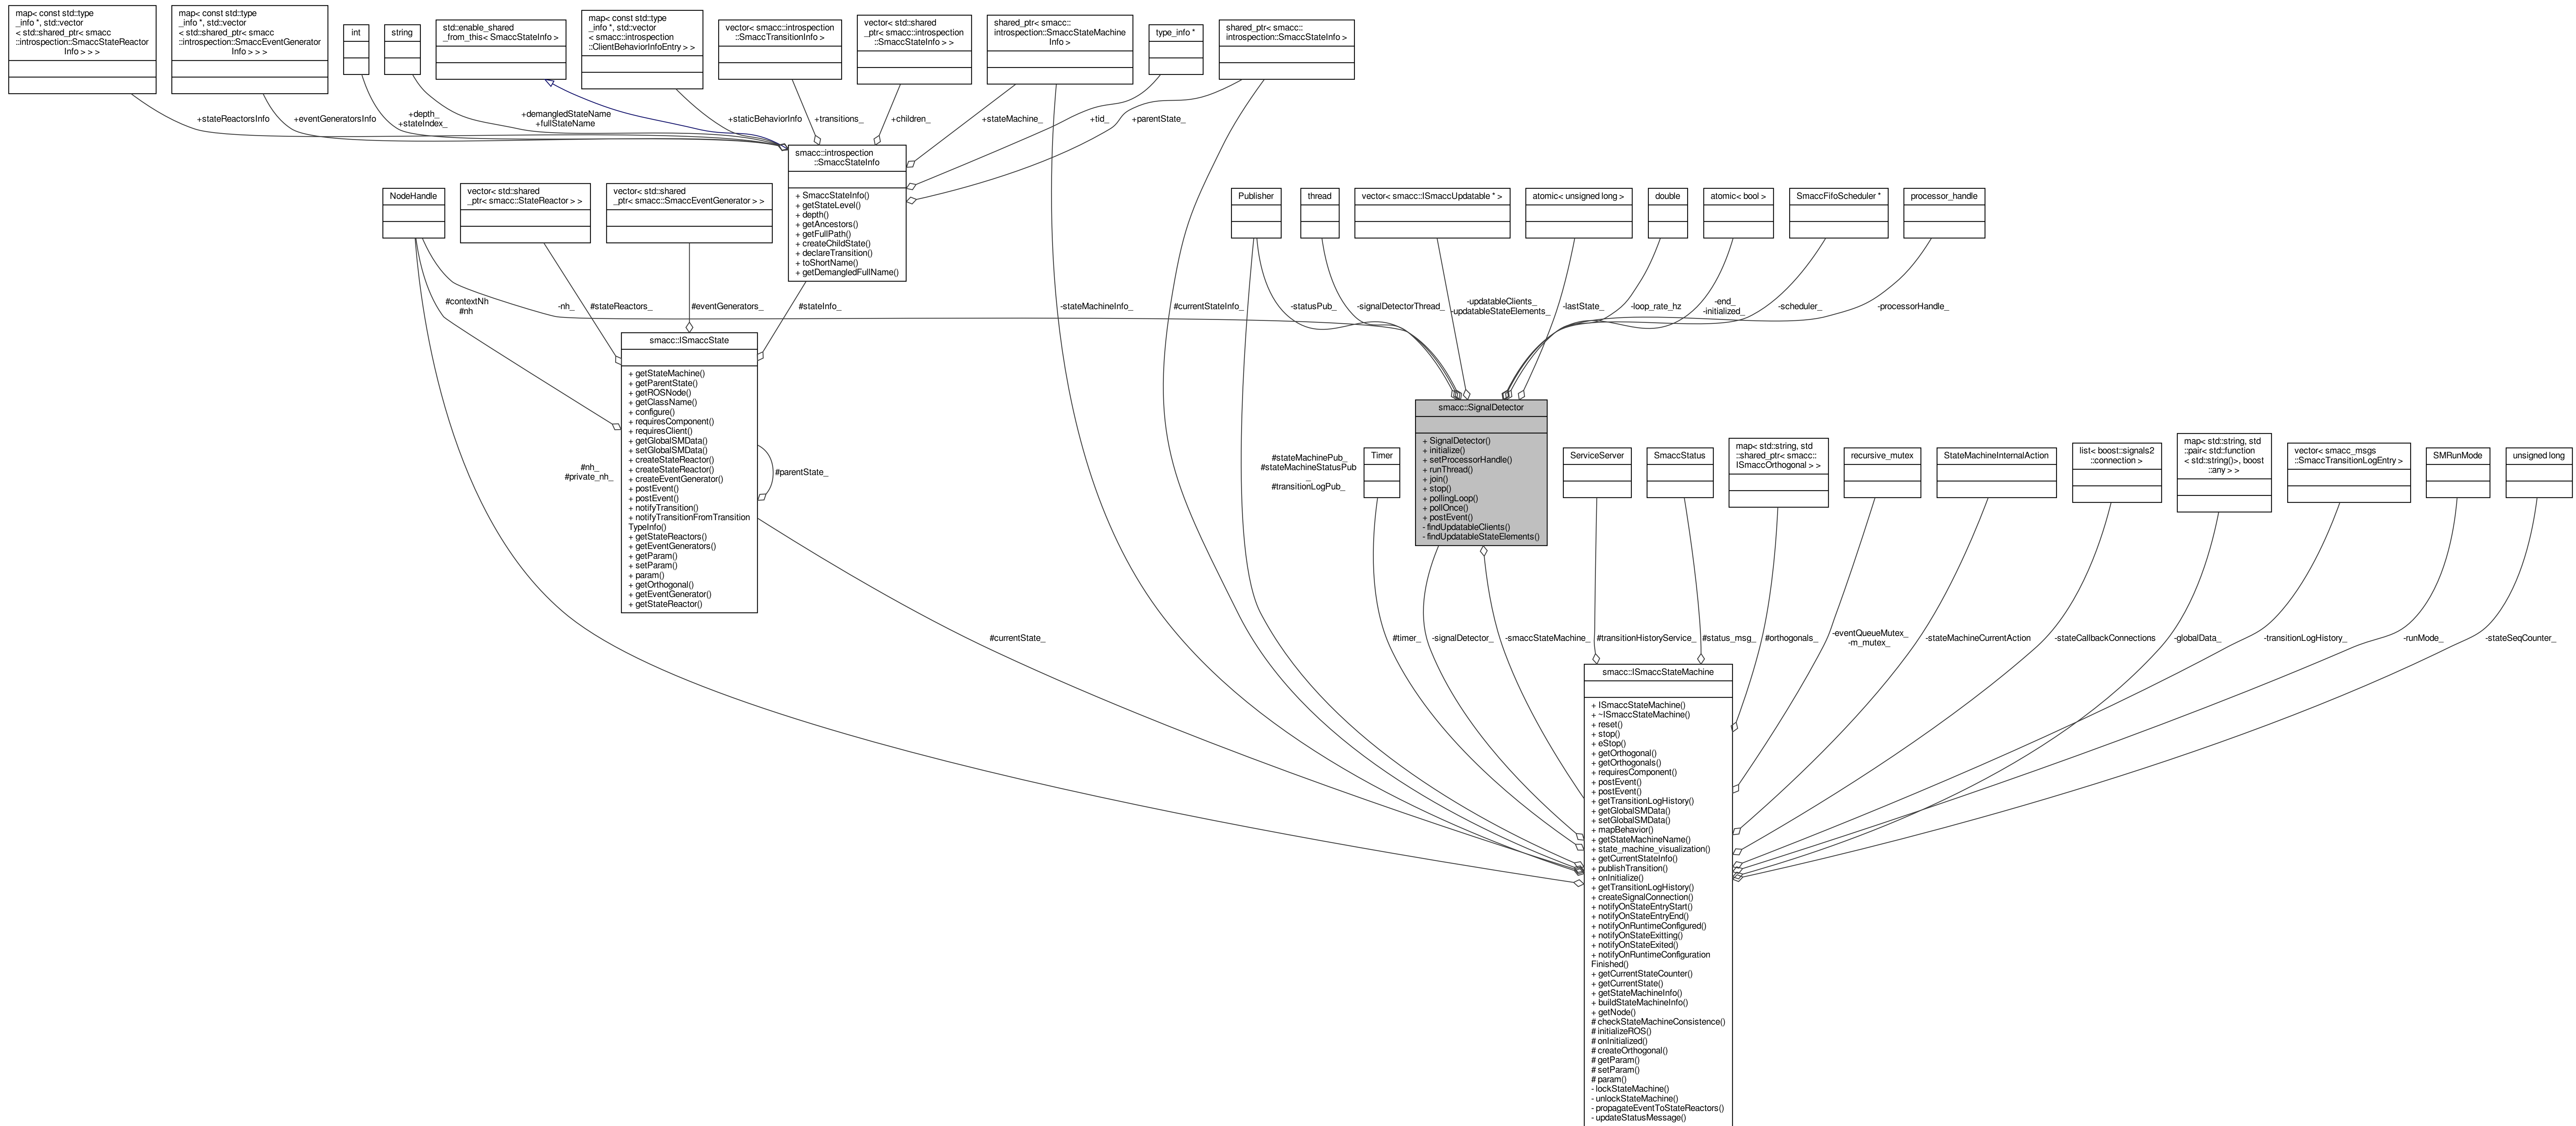 map< const std::type
_info *, std::vector
< std::shared_ptr< smacc
::introspection::SmaccStateReactor
Info > > >
map< const std::type
_info *, std::vector
< std::shared_ptr< smacc
::introspection::SmaccEventGenerator
Info > > >
int
string
std::enable_shared
_from_this< SmaccStateInfo >
map< const std::type
_info *, std::vector
< smacc::introspection
::ClientBehaviorInfoEntry > >
vector< smacc::introspection
::SmaccTransitionInfo >
vector< std::shared
_ptr< smacc::introspection
::SmaccStateInfo > >
shared_ptr< smacc::
introspection::SmaccStateMachine
Info >
type_info *
shared_ptr< smacc::
introspection::SmaccStateInfo >
+stateReactorsInfo
+eventGeneratorsInfo
+depth_
+stateIndex_
+demangledStateName
+fullStateName
+staticBehaviorInfo
+transitions_
+children_
+stateMachine_
+tid_
+parentState_
smacc::introspection
::SmaccStateInfo
+ SmaccStateInfo()
+ getStateLevel()
+ depth()
+ getAncestors()
+ getFullPath()
+ createChildState()
+ declareTransition()
+ toShortName()
+ getDemangledFullName()
NodeHandle
vector< std::shared
_ptr< smacc::StateReactor > >
vector< std::shared
_ptr< smacc::SmaccEventGenerator > >
Publisher
thread
vector< smacc::ISmaccUpdatable * >
atomic< unsigned long >
double
atomic< bool >
SmaccFifoScheduler *
processor_handle
#contextNh
#nh
-nh_
#stateReactors_
#eventGenerators_
#stateInfo_
-stateMachineInfo_
#currentStateInfo_
-statusPub_
-signalDetectorThread_
-updatableClients_
-updatableStateElements_
-lastState_
-loop_rate_hz
-end_
-initialized_
-scheduler_
-processorHandle_
smacc::ISmaccState
+ getStateMachine()
+ getParentState()
+ getROSNode()
+ getClassName()
+ configure()
+ requiresComponent()
+ requiresClient()
+ getGlobalSMData()
+ setGlobalSMData()
+ createStateReactor()
+ createStateReactor()
+ createEventGenerator()
+ postEvent()
+ postEvent()
+ notifyTransition()
+ notifyTransitionFromTransition
TypeInfo()
+ getStateReactors()
+ getEventGenerators()
+ getParam()
+ setParam()
+ param()
+ getOrthogonal()
+ getEventGenerator()
+ getStateReactor()
#parentState_
#nh_
#private_nh_
smacc::SignalDetector
+ SignalDetector()
+ initialize()
+ setProcessorHandle()
+ runThread()
+ join()
+ stop()
+ pollingLoop()
+ pollOnce()
+ postEvent()
- findUpdatableClients()
- findUpdatableStateElements()
#stateMachinePub_
#stateMachineStatusPub
_
#transitionLogPub_
Timer
ServiceServer
SmaccStatus
map< std::string, std
::shared_ptr< smacc::
ISmaccOrthogonal > >
recursive_mutex
StateMachineInternalAction
list< boost::signals2
::connection >
map< std::string, std
::pair< std::function
< std::string()>, boost
::any > >
vector< smacc_msgs
::SmaccTransitionLogEntry >
SMRunMode
unsigned long
#currentState_
#timer_
-signalDetector_
-smaccStateMachine_
#transitionHistoryService_
#status_msg_
#orthogonals_
-eventQueueMutex_
-m_mutex_
-stateMachineCurrentAction
-stateCallbackConnections
-globalData_
-transitionLogHistory_
-runMode_
-stateSeqCounter_
smacc::ISmaccStateMachine
+ ISmaccStateMachine()
+ ~ISmaccStateMachine()
+ reset()
+ stop()
+ eStop()
+ getOrthogonal()
+ getOrthogonals()
+ requiresComponent()
+ postEvent()
+ postEvent()
+ getTransitionLogHistory()
+ getGlobalSMData()
+ setGlobalSMData()
+ mapBehavior()
+ getStateMachineName()
+ state_machine_visualization()
+ getCurrentStateInfo()
+ publishTransition()
+ onInitialize()
+ getTransitionLogHistory()
+ createSignalConnection()
+ notifyOnStateEntryStart()
+ notifyOnStateEntryEnd()
+ notifyOnRuntimeConfigured()
+ notifyOnStateExitting()
+ notifyOnStateExited()
+ notifyOnRuntimeConfiguration
Finished()
+ getCurrentStateCounter()
+ getCurrentState()
+ getStateMachineInfo()
+ buildStateMachineInfo()
+ getNode()
# checkStateMachineConsistence()
# initializeROS()
# onInitialized()
# createOrthogonal()
# getParam()
# setParam()
# param()
- lockStateMachine()
- unlockStateMachine()
- propagateEventToStateReactors()
- updateStatusMessage()